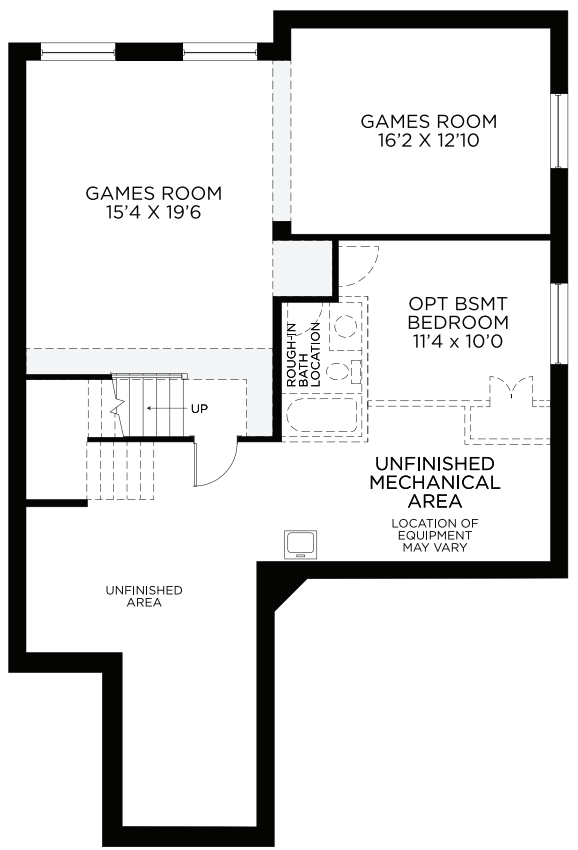 GAMES ROOM
16'2 X 12'10
GAMES ROOM
15'4 X 19'6
OPT BSMT
BEDROOM
11'4 x 10'0
ROUGH-IN
BATH
LOCATION
UP
UNFINISHED
MECHANICAL
AREA
LOCATION OF
EQUIPMENT
MAY VARY
UNFINISHED
AREA